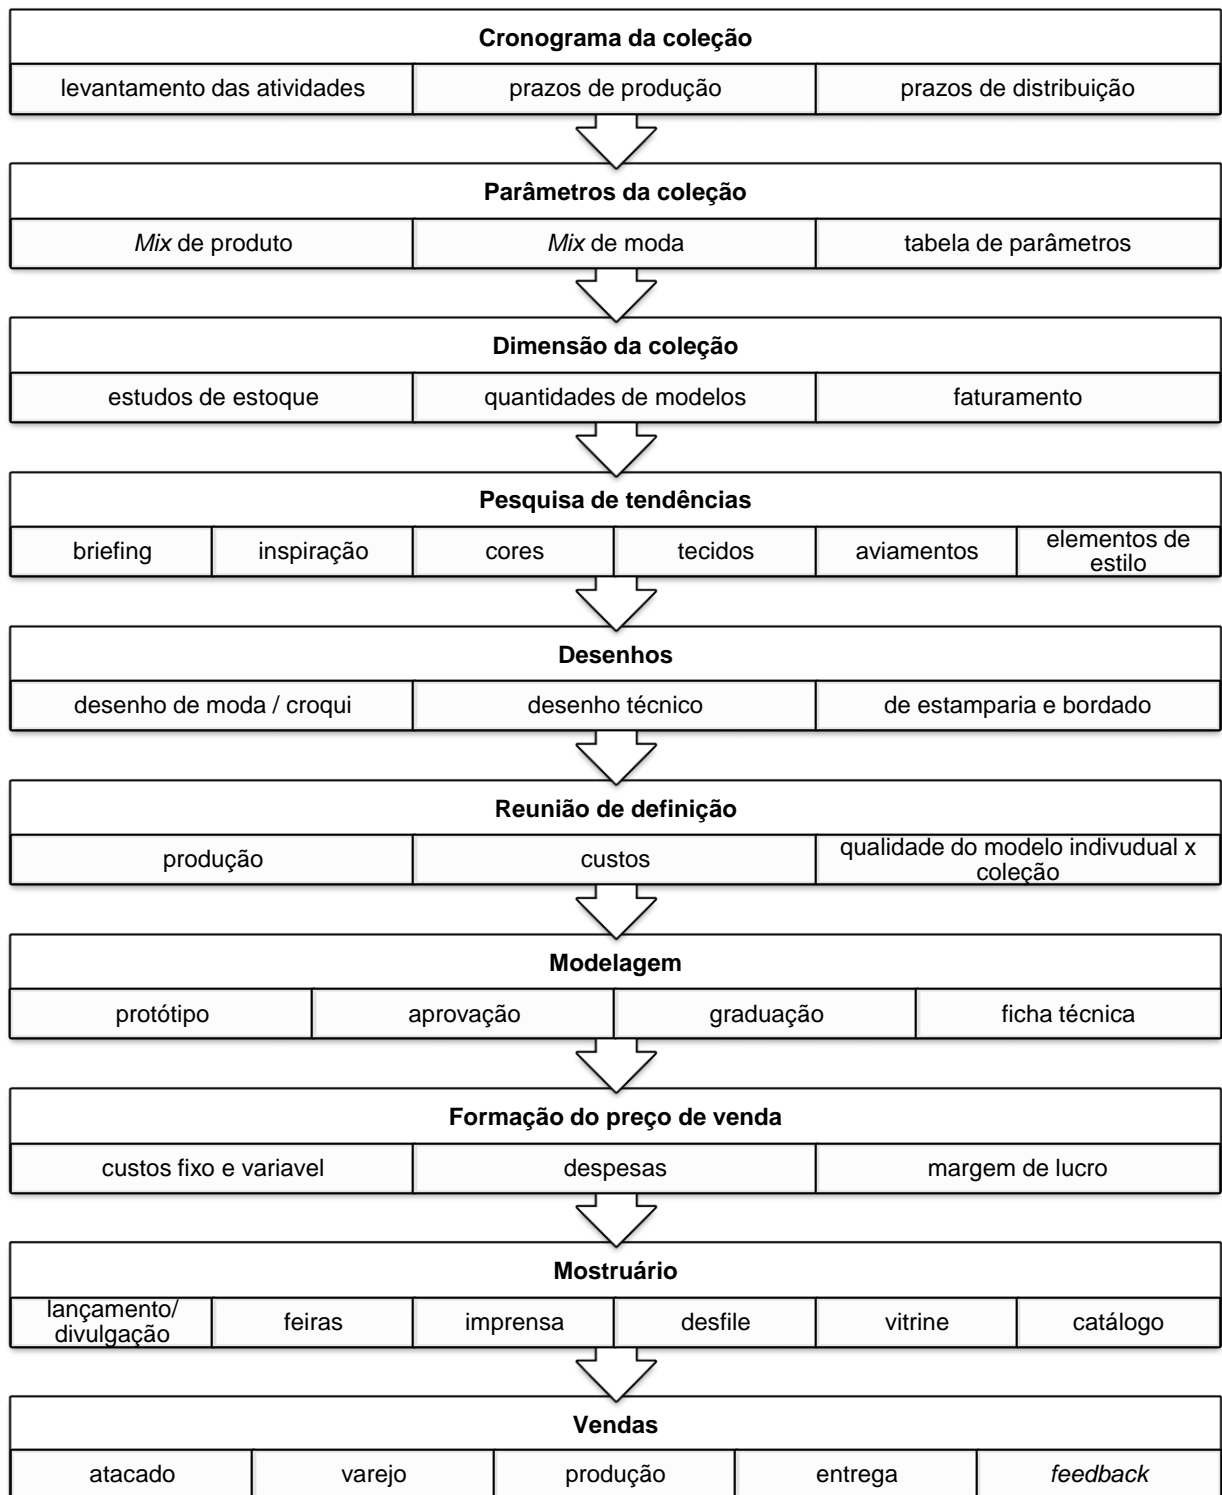 Cronograma da coleção
levantamento das atividades
prazos de produção
prazos de distribuição
Parâmetros da coleção
Mix de produto
Mix de moda
tabela de parâmetros
Dimensão da coleção
estudos de estoque
quantidades de modelos
faturamento
Pesquisa de tendências
briefing
inspiração
cores
tecidos
aviamentos
elementos de
estilo
Desenhos
desenho de moda / croqui
desenho técnico
de estamparia e bordado
Reunião de definição
produção
custos
qualidade do modelo indivudual x
coleção
Modelagem
protótipo
aprovação
graduação
ficha técnica
Formação do preço de venda
custos fixo e variavel
despesas
margem de lucro
Mostruário
lançamento/
divulgação
feiras
imprensa
desfile
vitrine
catálogo
Vendas
atacado
varejo
produção
entrega
feedback